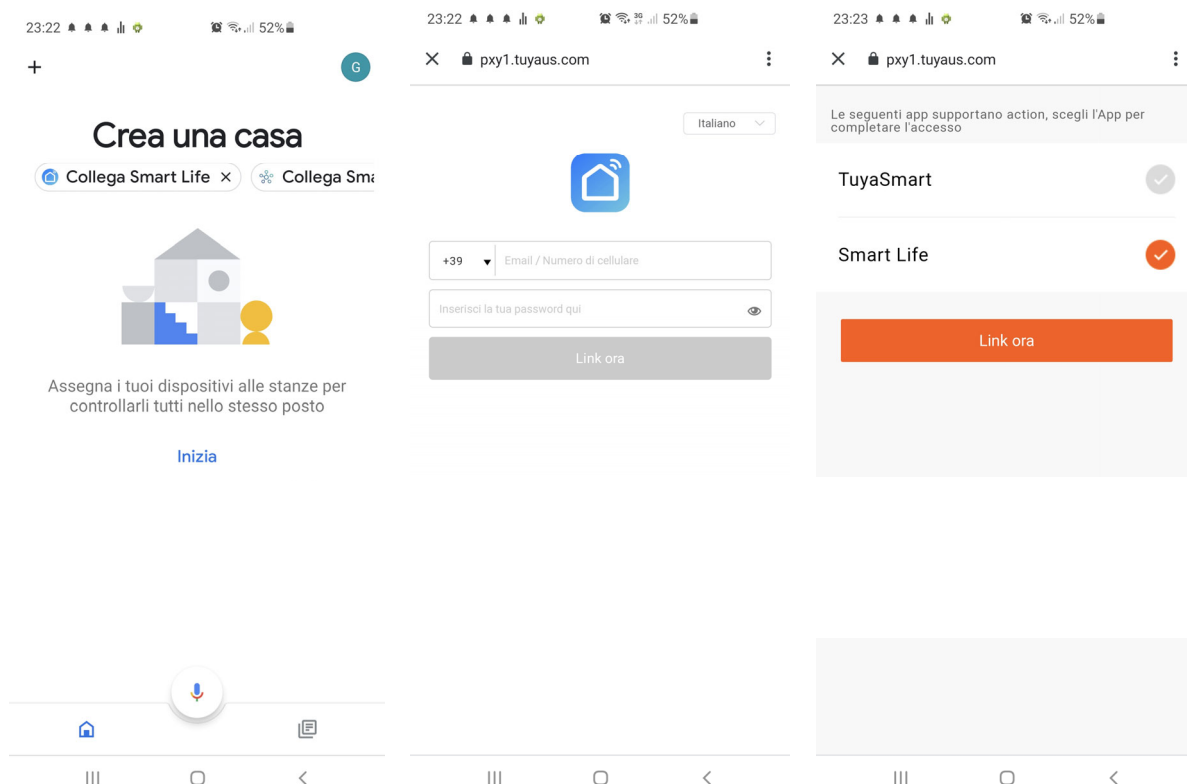 23:22
52%
G
Crea una casa
Collega Smart Life ×
Collega Sma
Assegna i tuoi dispositivi alle stanze per
controllarli tutti nello stesso posto
Inizia
23:22
3G
52%
pxy1.tuyaus.com
Italiano
+39
Email / Numero di cellulare
Inserisci la tua password qui
Link ora
23:23
52%
pxy1.tuyaus.com
Le seguenti app supportano action, scegli l'App per
completare l'accesso
TuyaSmart
Smart Life
Link ora